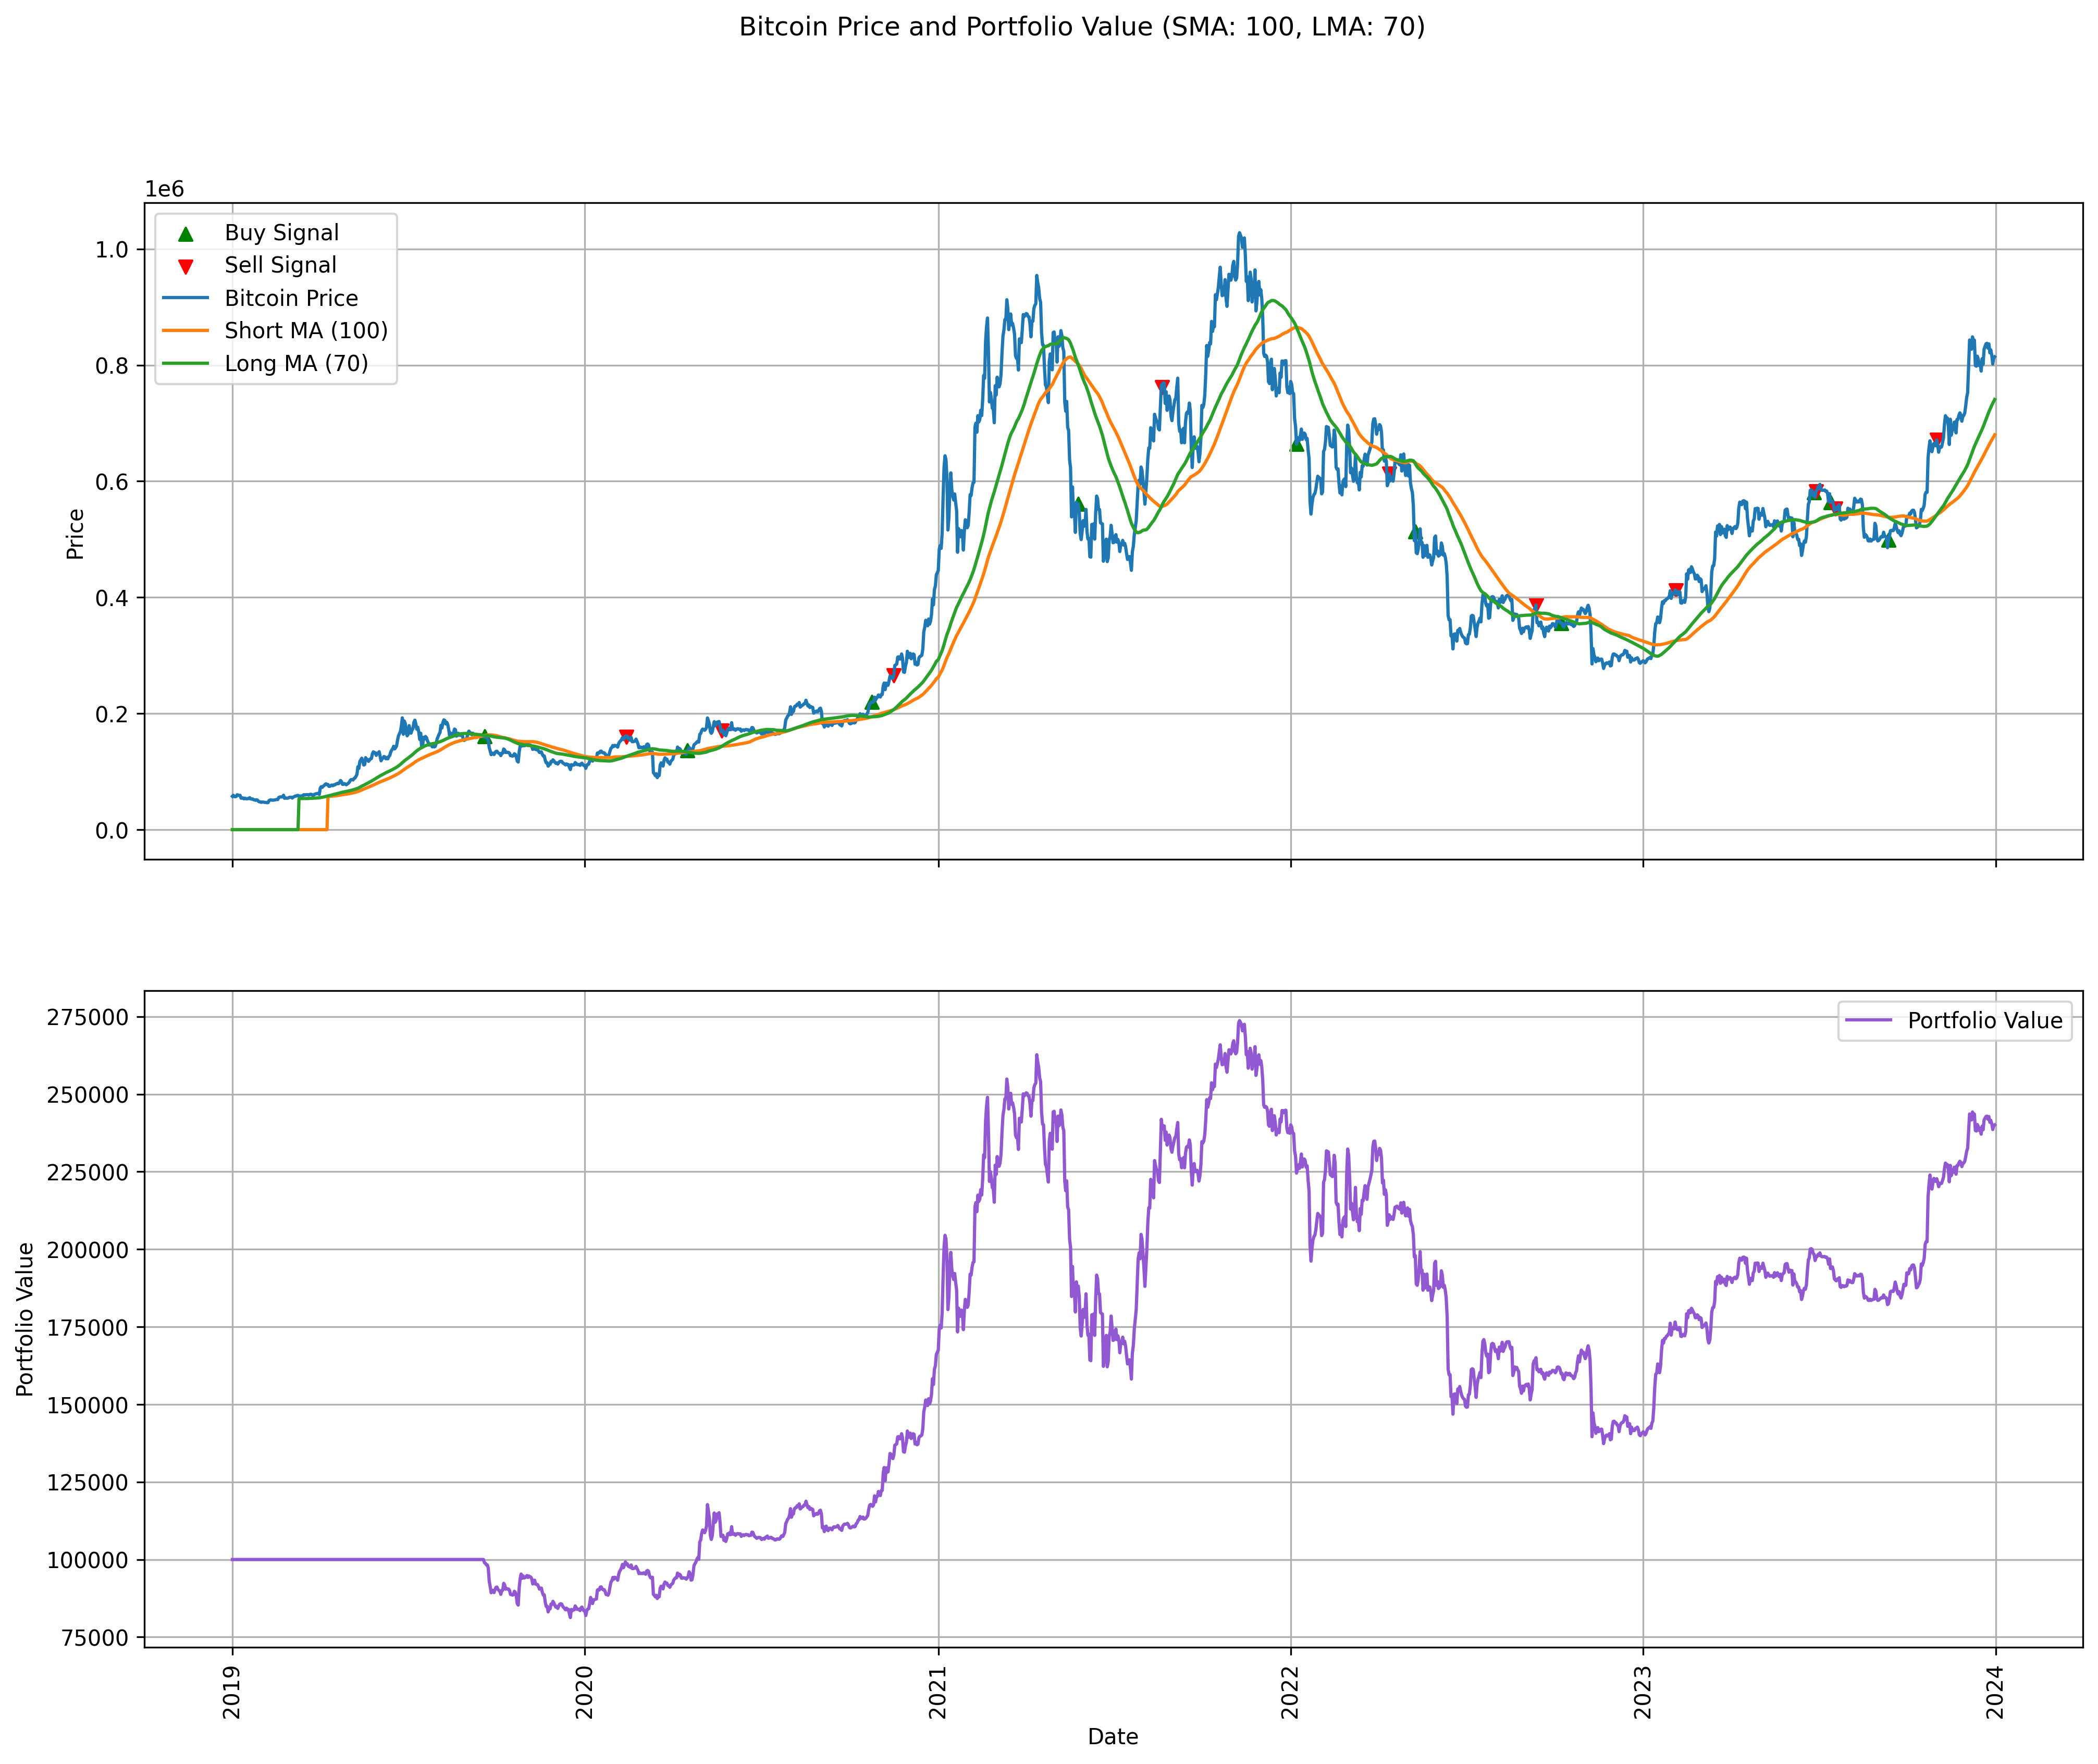 Bitcoin Price and Portfolio Value (SMA: 100, LMA: 70)
1e6
Buy Signal
Sell Signal
Bitcoin Price
Short MA (100)
Long MA (70)
Price
1.0
0.8
0.6
0.4
0.2
0.0
Portfolio Value
Portfolio Value
275000
250000
225000
200000
175000
150000
125000
100000
75000
2019
2020
2021
2022
2023
2024
Date